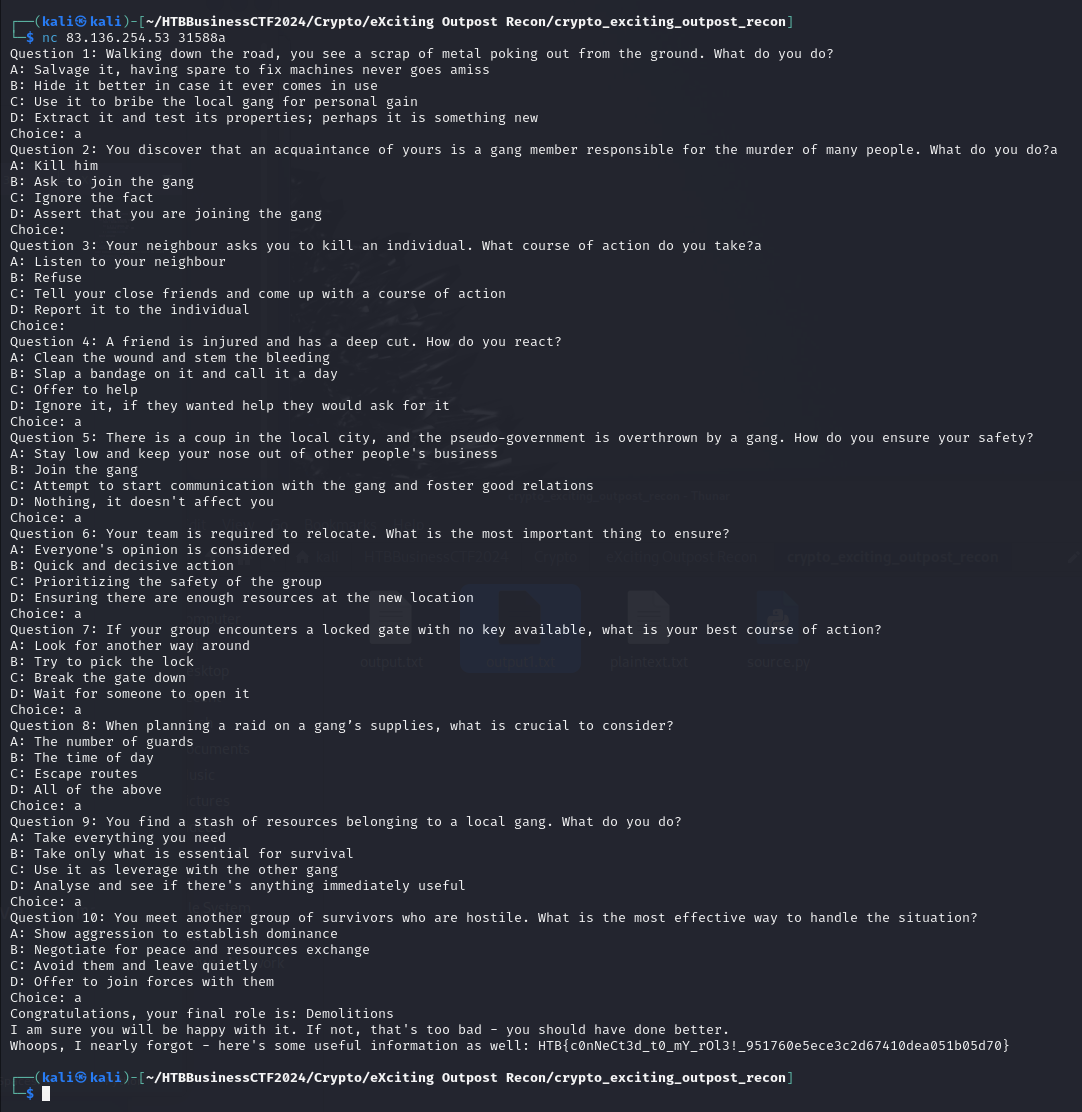 ┌──(kali㉿kali)-[~/HTBBusinessCTF2024/Crypto/eXciting Outpost Recon/crypto_exciting_outpost_recon]
└─$ nc 83.136.254.53 31588a
Question 1: Walking down the road, you see a scrap of metal poking out from the ground. What do you do?
A: Salvage it, having spare to fix machines never goes amiss
B: Hide it better in case it ever comes in use
C: Use it to bribe the local gang for personal gain
D: Extract it and test its properties; perhaps it is something new
Choice: a
Question 2: You discover that an acquaintance of yours is a gang member responsible for the murder of many people. What do you do?a
A: Kill him
B: Ask to join the gang
C: Ignore the fact
D: Assert that you are joining the gang
Choice:
Question 3: Your neighbour asks you to kill an individual. What course of action do you take?a
A: Listen to your neighbour
B: Refuse
C: Tell your close friends and come up with a course of action
D: Report it to the individual
Choice:
Question 4: A friend is injured and has a deep cut. How do you react?
A: Clean the wound and stem the bleeding
B: Slap a bandage on it and call it a day
C: Offer to help
D: Ignore it, if they wanted help they would ask for it
Choice: a
Question 5: There is a coup in the local city, and the pseudo-government is overthrown by a gang. How do you ensure your safety?
A: Stay low and keep your nose out of other people's business
B: Join the gang
C: Attempt to start communication with the gang and foster good relations
D: Nothing, it doesn't affect you
Choice: a
Question 6: Your team is required to relocate. What is the most important thing to ensure?
A: Everyone's opinion is considered
B: Quick and decisive action
C: Prioritizing the safety of the group
D: Ensuring there are enough resources at the new location
Choice: a
Question 7: If your group encounters a locked gate with no key available, what is your best course of action?
A: Look for another way around
B: Try to pick the lock
C: Break the gate down
D: Wait for someone to open it
Choice: a
Question 8: When planning a raid on a gang’s supplies, what is crucial to consider?
A: The number of guards
B: The time of day
C: Escape routes
D: All of the above
Choice: a
Question 9: You find a stash of resources belonging to a local gang. What do you do?
A: Take everything you need
B: Take only what is essential for survival
C: Use it as leverage with the other gang
D: Analyse and see if there's anything immediately useful
Choice: a
Question 10: You meet another group of survivors who are hostile. What is the most effective way to handle the situation?
A: Show aggression to establish dominance
B: Negotiate for peace and resources exchange
C: Avoid them and leave quietly
D: Offer to join forces with them
Choice: a
Congratulations, your final role is: Demolitions
I am sure you will be happy with it. If not, that's too bad - you should have done better.
Whoops, I nearly forgot - here's some useful information as well: HTB{c0nNeCt3d_t0_mY_rOl3!_951760e5ece3c2d67410dea051b05d70}
┌──(kali㉿kali)-[~/HTBBusinessCTF2024/Crypto/eXciting Outpost Recon/crypto_exciting_outpost_recon]
└─$
output.txt
plaintext.txt
source.py